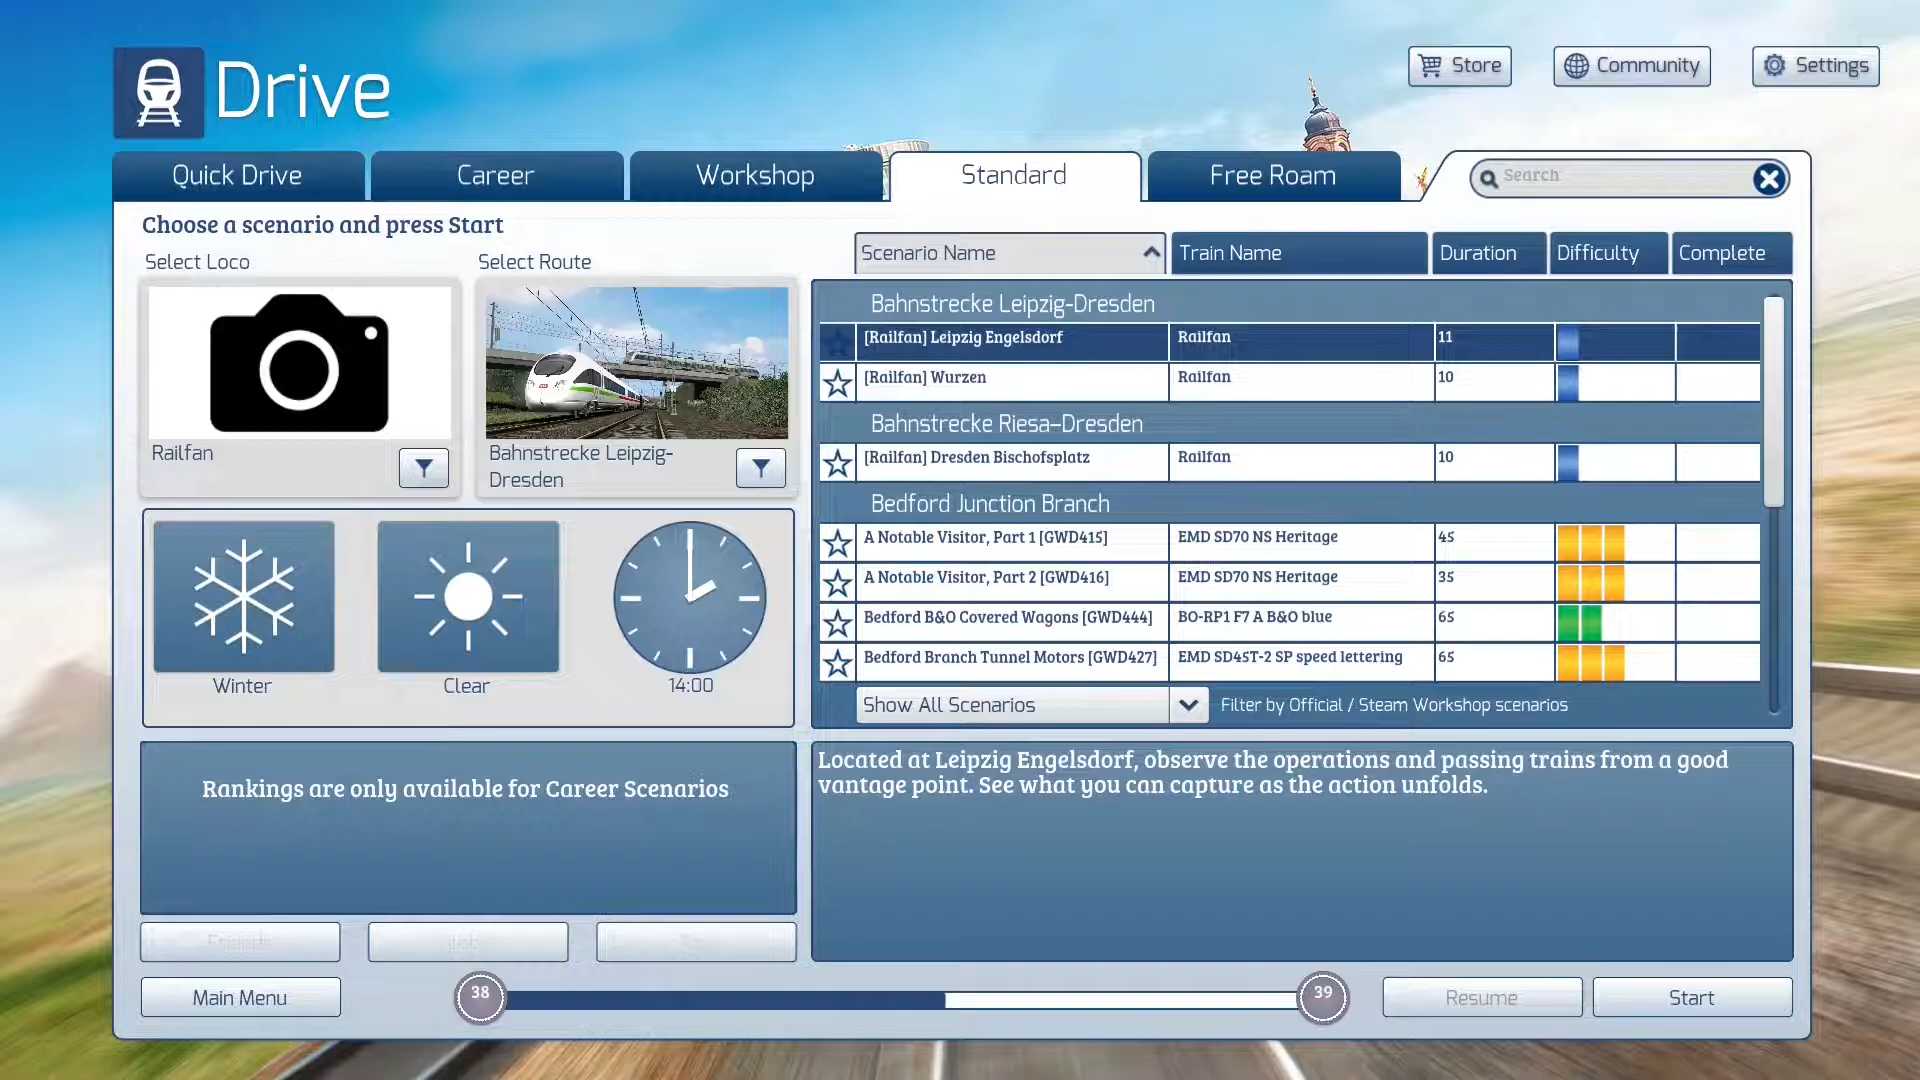 Drive
Store
Community
Settings
Quick Drive
Career
Workshop
Standard
Free Roam
Search
Choose a scenario and press Start
Select Loco
Select Route
Scenario Name
Train Name
Duration
Difficulty
Complete
Railfan
Bahnstrecke Leipzig-
Dresden
Winter
Clear
14:00
Bahnstrecke Leipzig-Dresden
[Railfan] Leipzig Engelsdorf Railfan 11
[Railfan] Wurzen Railfan 10
Bahnstrecke Riesa–Dresden
[Railfan] Dresden Bischofsplatz Railfan 10
Bedford Junction Branch
A Notable Visitor, Part 1 [GWD415] EMD SD70 NS Heritage 45
A Notable Visitor, Part 2 [GWD416] EMD SD70 NS Heritage 35
Bedford B&O Covered Wagons [GWD444] BO-RP1 F7 A B&O blue 65
Bedford Branch Tunnel Motors [GWD427] EMD SD45T-2 SP speed lettering 65
Show All Scenarios
Filter by Official / Steam Workshop scenarios
Rankings are only available for Career Scenarios
Located at Leipzig Engelsdorf, observe the operations and passing trains from a good
vantage point. See what you can capture as the action unfolds.
Main Menu
38
39
Resume
Start